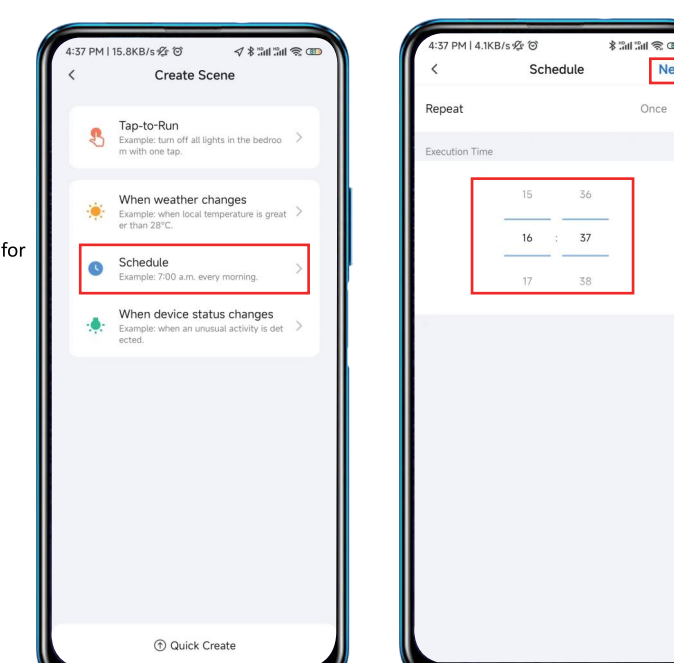 for
4:37 PM | 15.8KB/s
Create Scene
Tap-to-Run
Example: turn off all lights in the bedroo
m with one tap.
When weather changes
Example: when local temperature is great
er than 28°C.
Schedule
Example: 7:00 a.m. every morning.
When device status changes
Example: when an unusual activity is det
ected.
Quick Create
4:37 PM | 4.1KB/s
Schedule
Ne
Repeat
Once
Execution Time
15 36
16 : 37
17 38